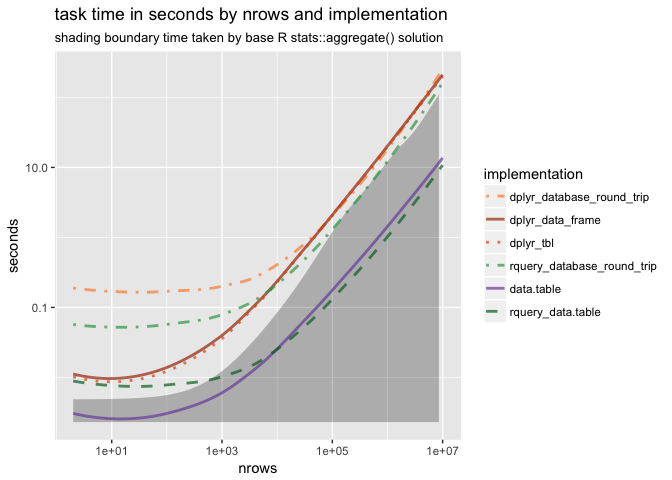 task time in seconds by nrows and implementation
shading boundary time taken by base R stats::aggregate() solution
10.0
0.1
seconds
1e+01 1e+03 1e+05 1e+07
nrows
implementation
dplyr_database_round_trip
dplyr_data_frame
dplyr_tbl
rquery_database_round_trip
data.table
rquery_data.table